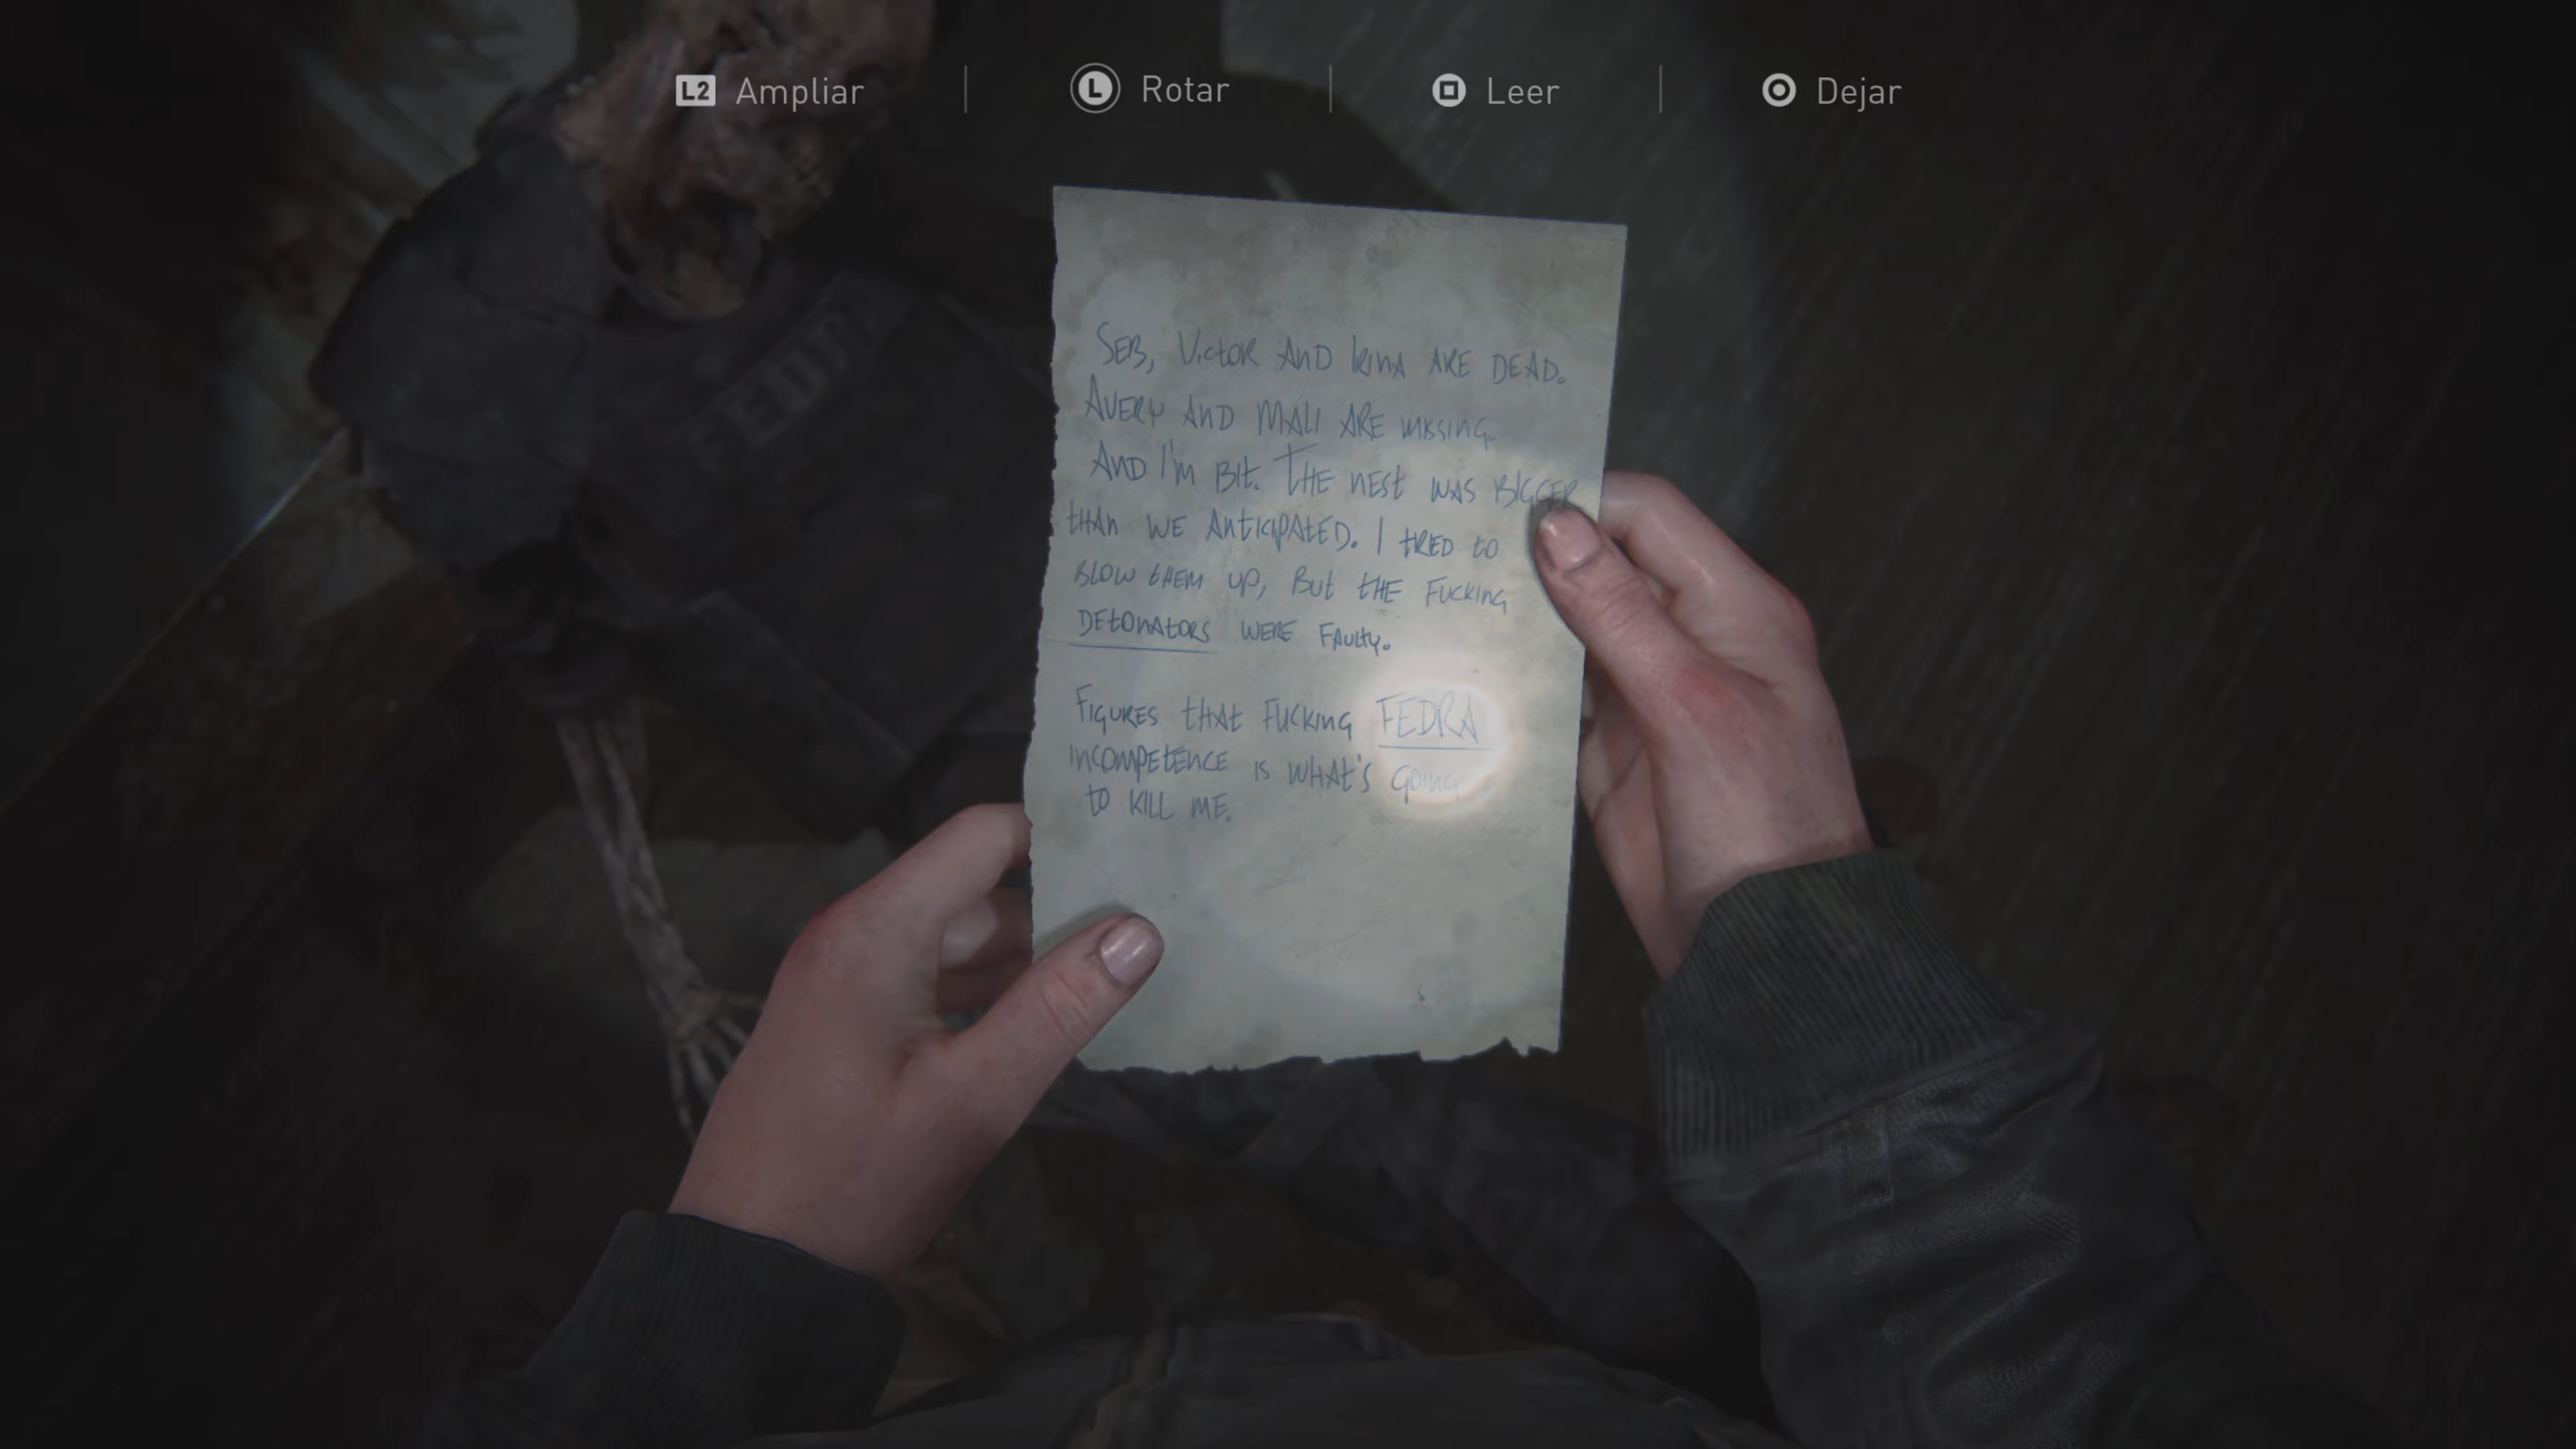 L2 Ampliar
L Rotar
Leer
Dejar
FEDRA
SEB, VICTOR AND IRINA ARE DEAD.
AVERY AND MALI ARE MISSING.
AND I'M BIT. THE NEST WAS BIGGER
THAN WE ANTICIPATED. I TRIED TO
BLOW THEM UP, BUT THE FUCKING
DETONATORS WERE FAULTY.
FIGURES THAT FUCKING FEDRA
INCOMPETENCE IS WHAT'S GOING
TO KILL ME.